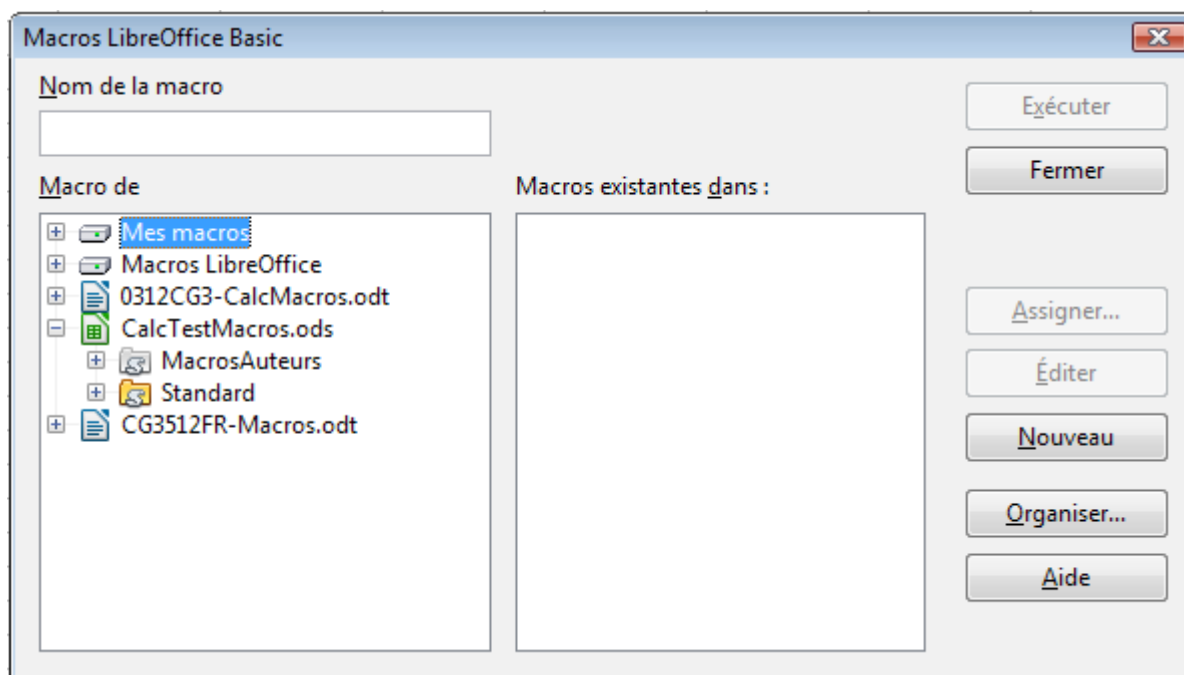 Macros LibreOffice Basic
Nom de la macro
Exécuter
Fermer
Macro de
Macros existantes dans :
Mes macros
Macros LibreOffice
0312CG3-CalcMacros.odt
CalcTestMacros.ods
MacrosAuteurs
Standard
CG3512FR-Macros.odt
Assigner...
Éditer
Nouveau
Organiser...
Aide